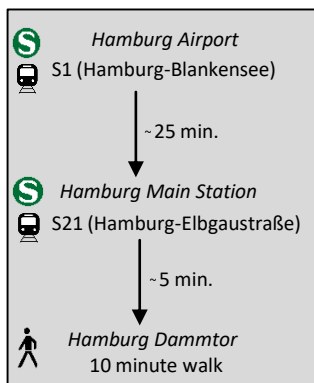 S Hamburg Airport
S1 (Hamburg-Blankensee)
~25 min.
S Hamburg Main Station
S21 (Hamburg-Elbgaustraße)
~5 min.
Hamburg Dammtor
10 minute walk